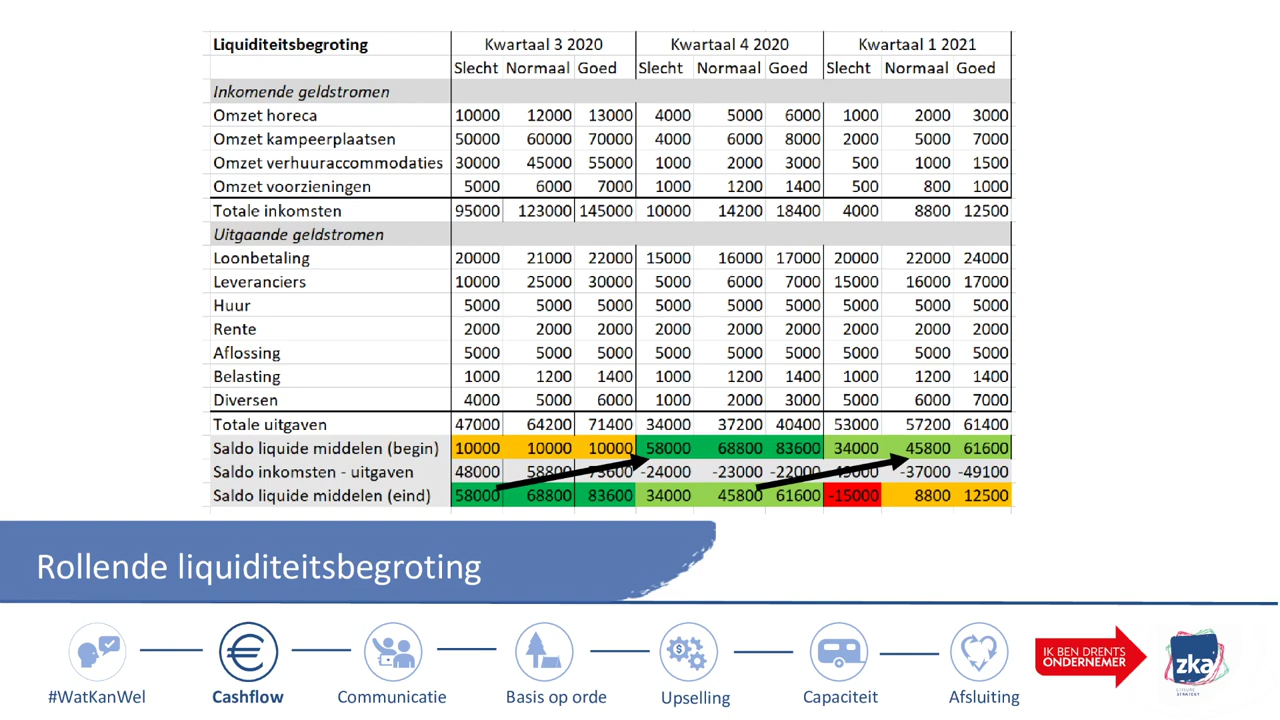 Liquiditeitsbegroting Kwartaal 3 2020 Kwartaal 4 2020 Kwartaal 1 2021
Slecht Normaal Goed Slecht Normaal Goed Slecht Normaal Goed
Inkomende geldstromen
Omzet horeca 10000 12000 13000 4000 5000 6000 1000 2000 3000
Omzet kampeerplaatsen 50000 60000 70000 4000 6000 8000 2000 5000 7000
Omzet verhuuraccommodaties 30000 45000 55000 1000 2000 3000 500 1000 1500
Omzet voorzieningen 5000 6000 7000 1000 1200 1400 500 800 1000
Totale inkomsten 95000 123000 145000 10000 14200 18400 4000 8800 12500
Uitgaande geldstromen
Loonbetaling 20000 21000 22000 15000 16000 17000 20000 22000 24000
Leveranciers 10000 25000 30000 5000 6000 7000 15000 16000 17000
Huur 5000 5000 5000 5000 5000 5000 5000 5000 5000
Rente 2000 2000 2000 2000 2000 2000 2000 2000 2000
Aflossing 5000 5000 5000 5000 5000 5000 5000 5000 5000
Belasting 1000 1200 1400 1000 1200 1400 1000 1200 1400
Diversen 4000 5000 6000 1000 2000 3000 5000 6000 7000
Totale uitgaven 47000 64200 71400 34000 37200 40400 53000 57200 61400
Saldo liquide middelen (begin) 10000 10000 10000 58000 68800 83600 34000 45800 61600
Saldo inkomsten - uitgaven 48000 58800 73600 -24000 -23000 -22000 -49000 -37000 -49100
Saldo liquide middelen (eind) 58000 68800 83600 34000 45800 61600 -15000 8800 12500
Rollende liquiditeitsbegroting
#WatKanWel Cashflow Communicatie Basis op orde Upselling Capaciteit Afsluiting
IK BEN DRENTS
ONDERNEMER
zka
LEISURE